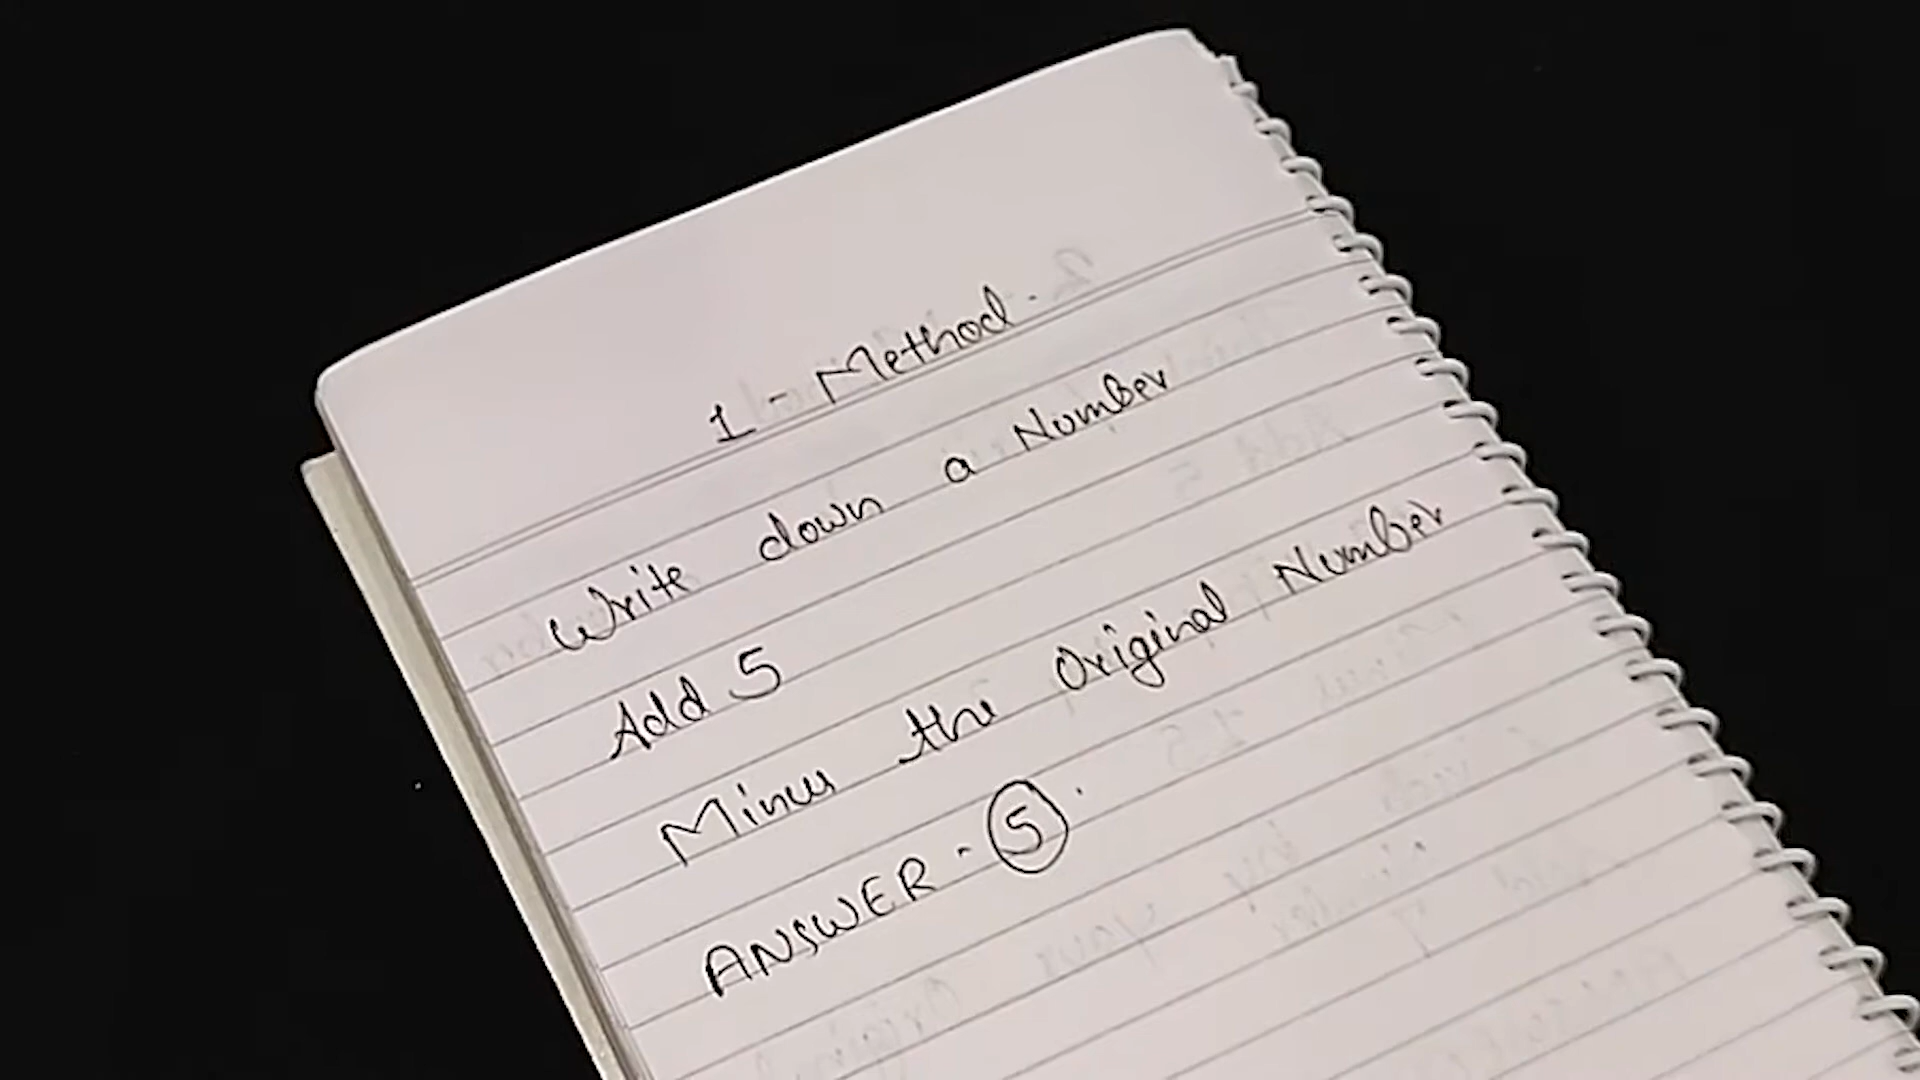 1 - Method.
Write down a Number
Add 5
Minus the Original Number
ANSWER - 5.